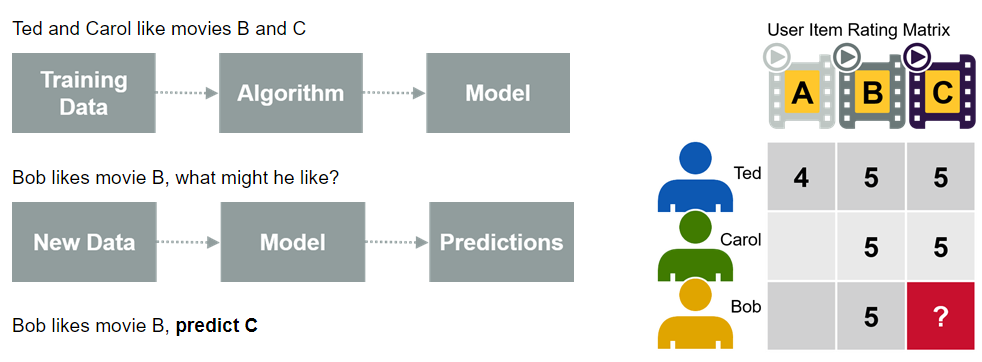 Ted and Carol like movies B and C
Training
Data
Algorithm
Model
Bob likes movie B, what might he like?
New Data
Model
Predictions
Bob likes movie B, predict C
User Item Rating Matrix
A B C
Ted 4 5 5
Carol 5 5
Bob 5 ?